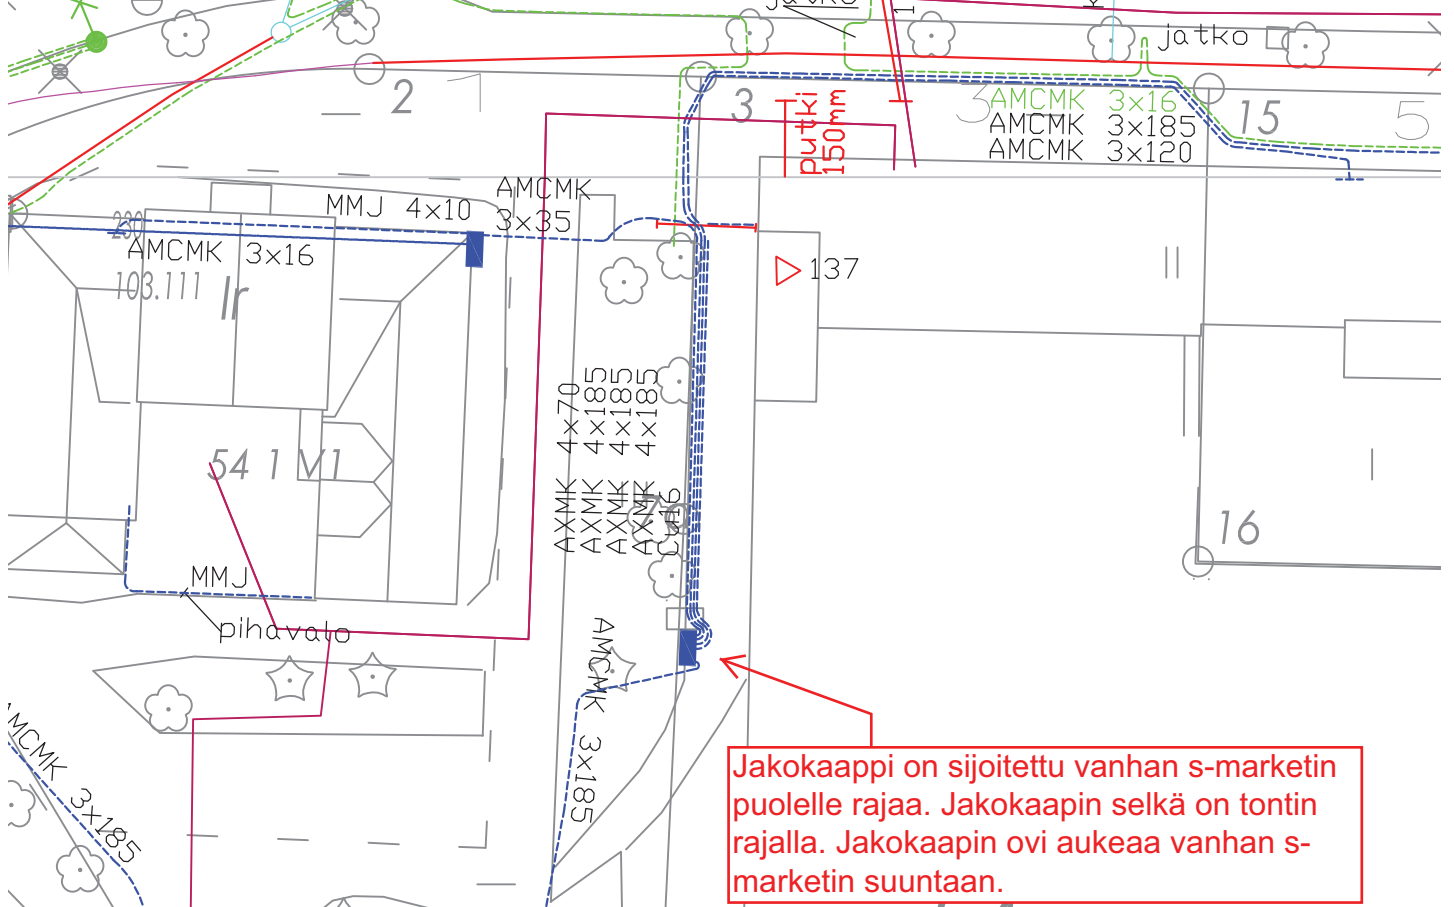 jatko
2
3
putki
150mm
3
AMCMK 3x16
AMCMK 3x185
AMCMK 3x120
15
5
MMJ 4x10
AMCMK
3x35
AMCMK 3x16
103.111
Ir
137
II
AXMK 4x70
AXMK 4x185
AXMK 4x185
AXMK 4x185
Cu16
54 1 V1
I
16
MMJ
pihavalo
AMCMK 3x185
AMCMK 3x185
Jakokaappi on sijoitettu vanhan s-marketin
puolelle rajaa. Jakokaapin selkä on tontin
rajalla. Jakokaapin ovi aukeaa vanhan s-
marketin suuntaan.